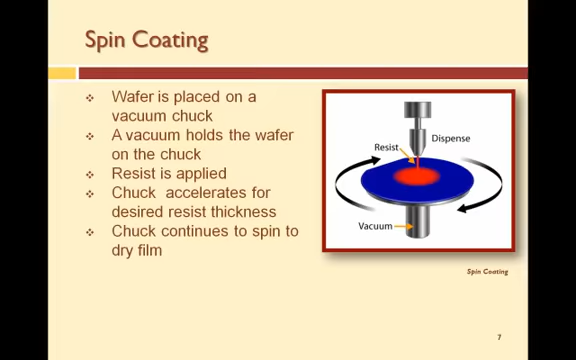 Spin Coating
❖ Wafer is placed on a
vacuum chuck
❖ A vacuum holds the wafer
on the chuck
❖ Resist is applied
❖ Chuck accelerates for
desired resist thickness
❖ Chuck continues to spin to
dry film
Dispense
Resist
Vacuum
Spin Coating
7